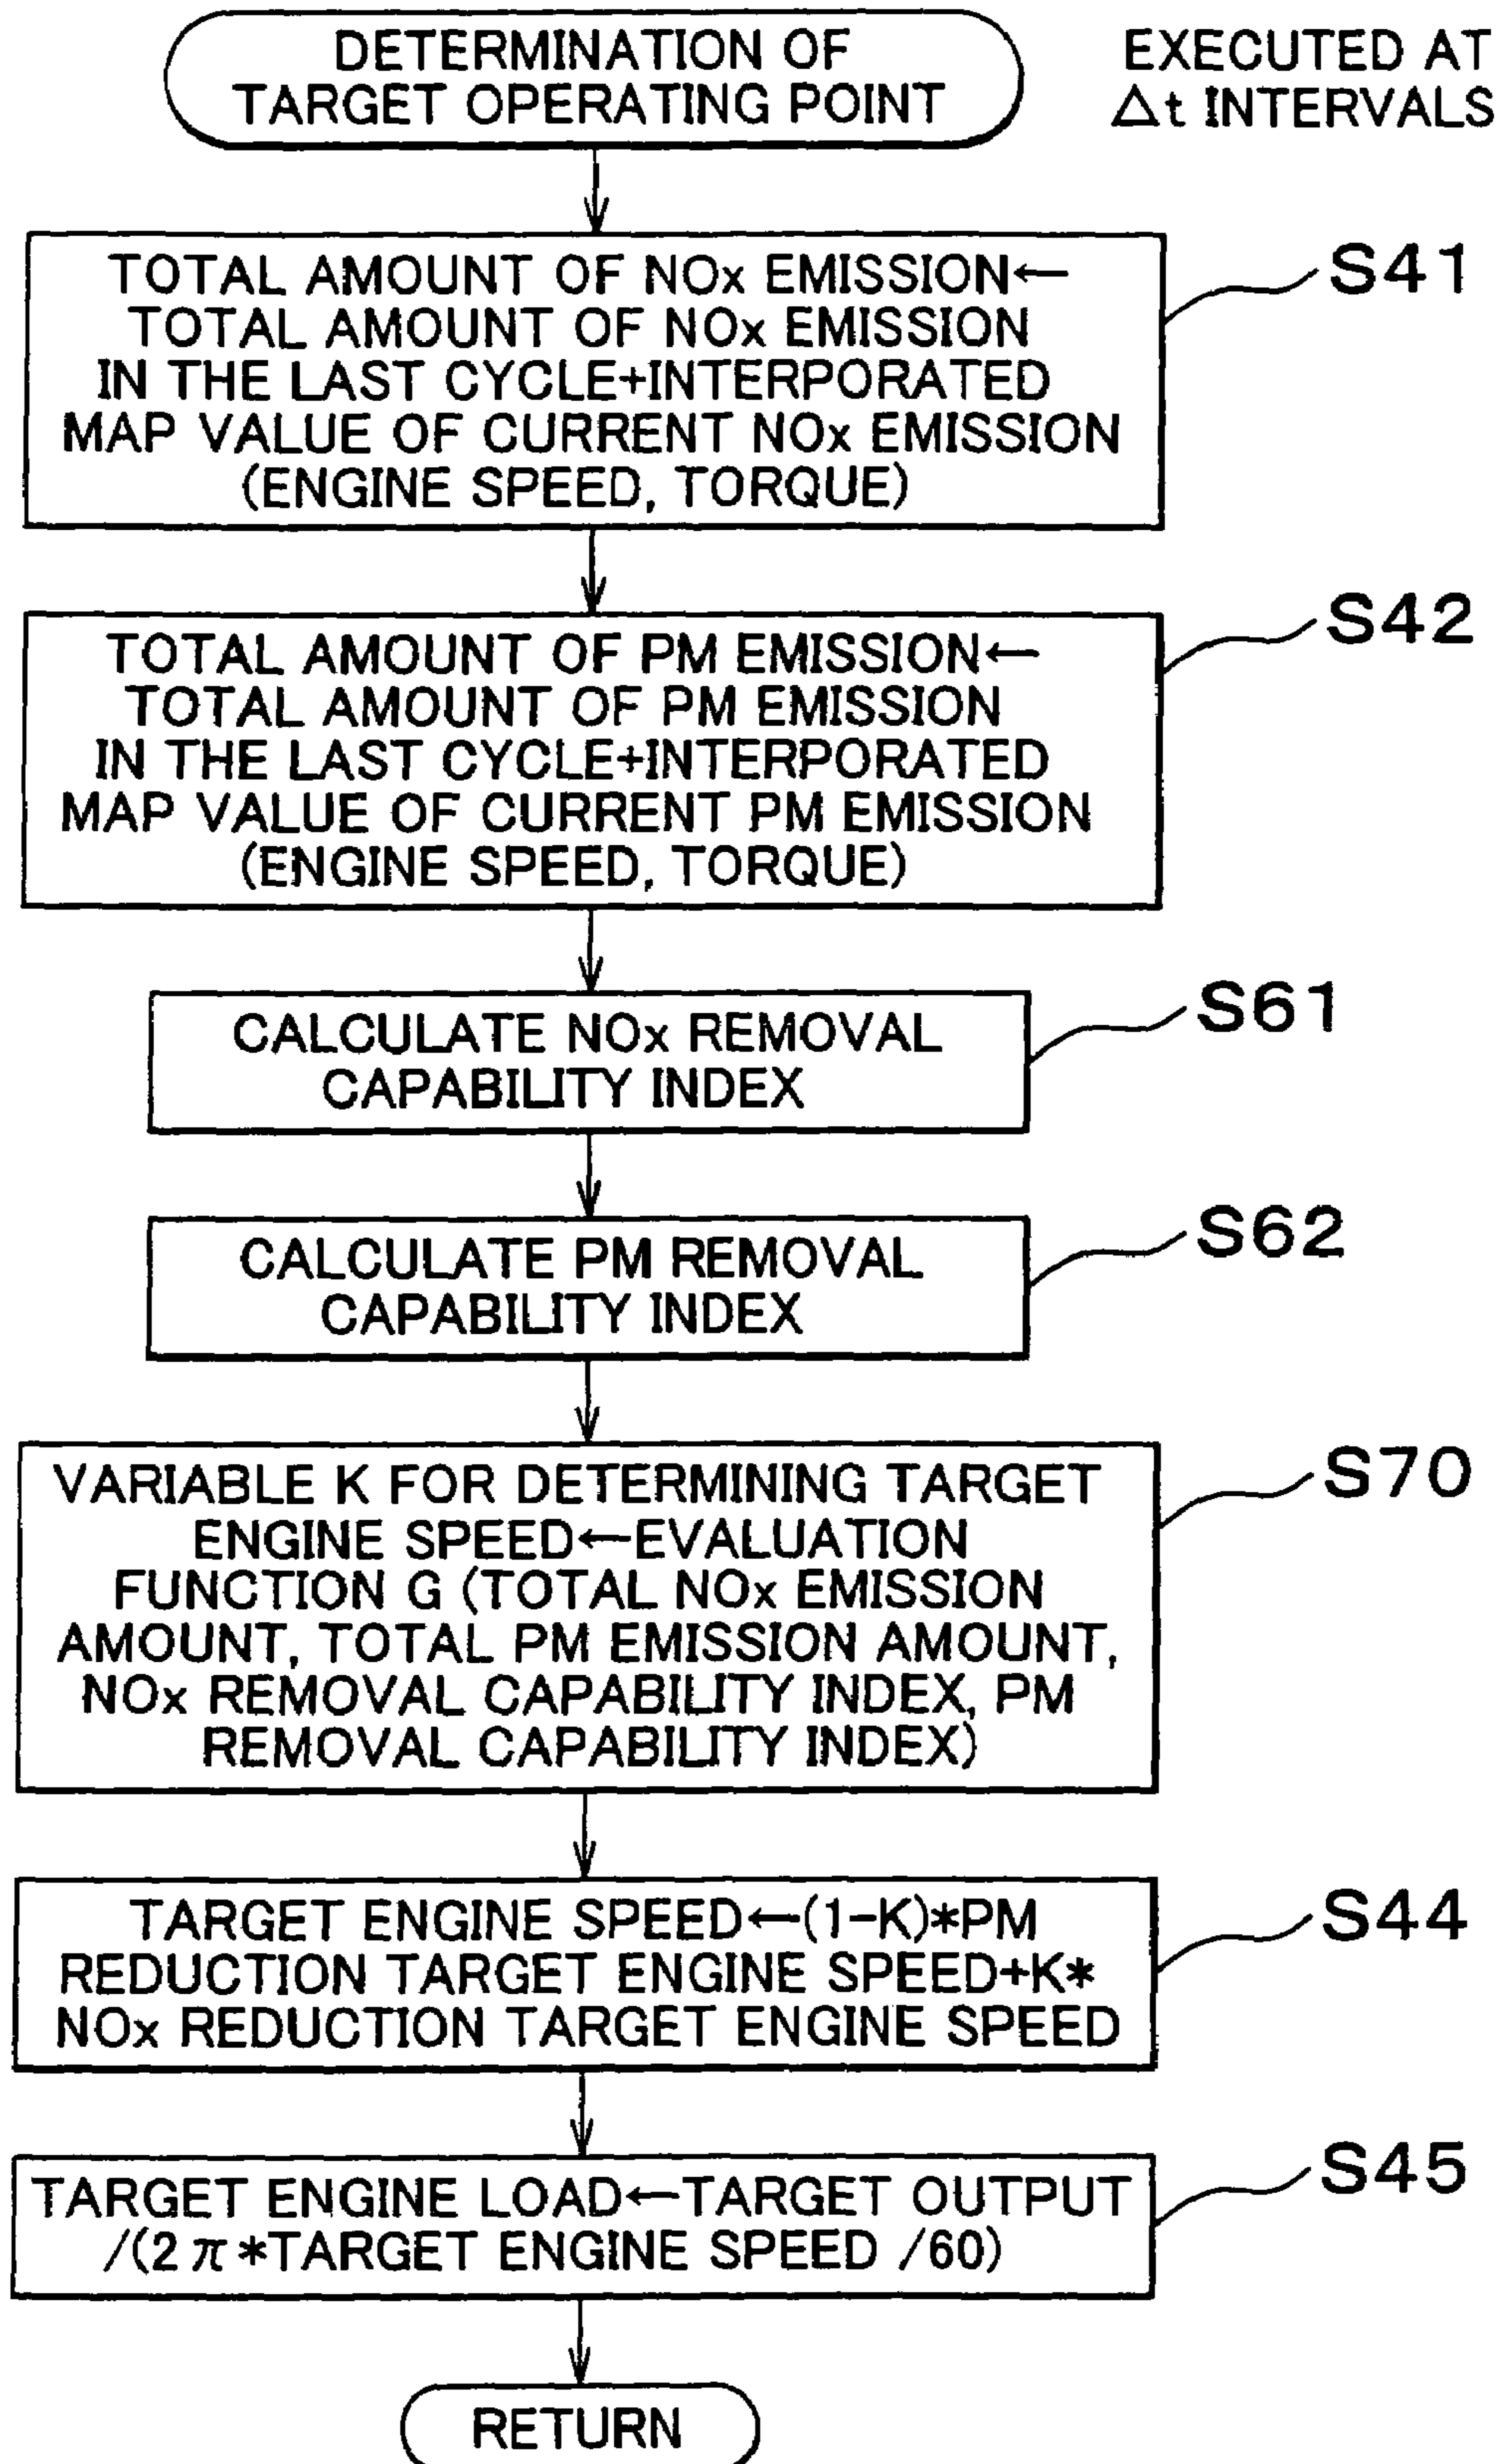 DETERMINATION OF
TARGET OPERATING POINT
EXECUTED AT
Δt INTERVALS
TOTAL AMOUNT OF NOx EMISSION←
TOTAL AMOUNT OF NOx EMISSION
IN THE LAST CYCLE+INTERPORATED
MAP VALUE OF CURRENT NOx EMISSION
(ENGINE SPEED, TORQUE)
S41
TOTAL AMOUNT OF PM EMISSION←
TOTAL AMOUNT OF PM EMISSION
IN THE LAST CYCLE+INTERPORATED
MAP VALUE OF CURRENT PM EMISSION
(ENGINE SPEED, TORQUE)
S42
CALCULATE NOx REMOVAL
CAPABILITY INDEX
S61
CALCULATE PM REMOVAL
CAPABILITY INDEX
S62
VARIABLE K FOR DETERMINING TARGET
ENGINE SPEED←EVALUATION
FUNCTION G (TOTAL NOx EMISSION
AMOUNT, TOTAL PM EMISSION AMOUNT,
NOx REMOVAL CAPABILITY INDEX, PM
REMOVAL CAPABILITY INDEX)
S70
TARGET ENGINE SPEED←(1-K)*PM
REDUCTION TARGET ENGINE SPEED+K*
NOx REDUCTION TARGET ENGINE SPEED
S44
TARGET ENGINE LOAD←TARGET OUTPUT
/(2π*TARGET ENGINE SPEED /60)
S45
RETURN